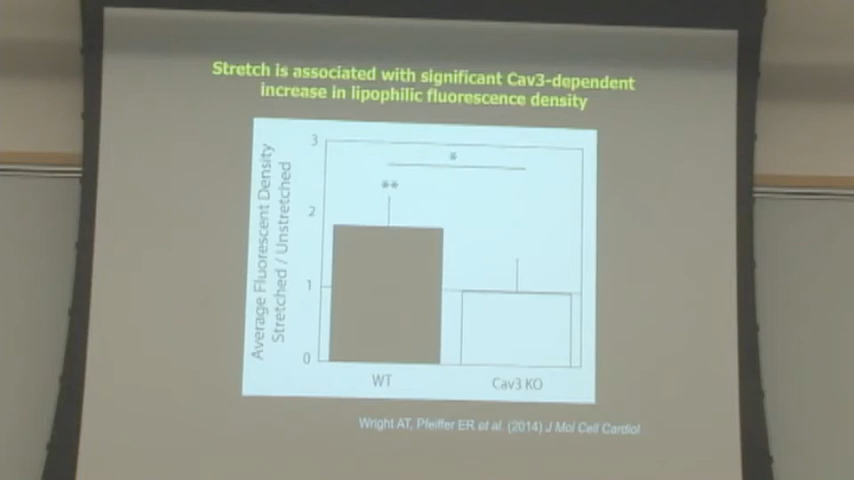 Stretch is associated with significant Cav3-dependent
increase in lipophilic fluorescence density
Average Fluorescent Density
Stretched / Unstretched
3
2
1
0
*
**
WT
Cav3 KO
Wright AT, Pfeiffer ER et al. (2014) J Mol Cell Cardiol